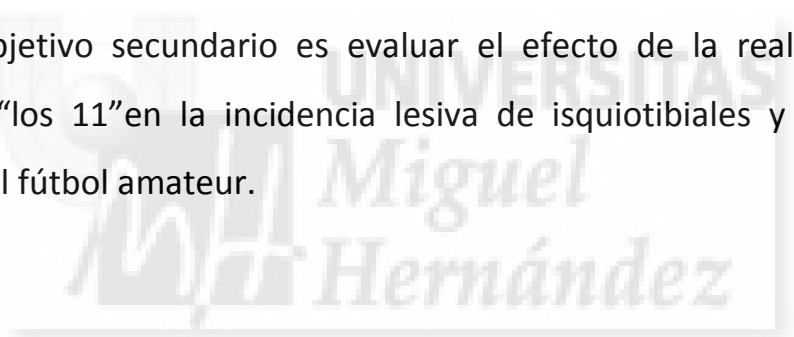 bjetivo secundario es evaluar el efecto de la real
“los 11”en la incidencia lesiva de isquiotibiales y
l fútbol amateur.
UNIVERSITAS
Miguel
Hernández